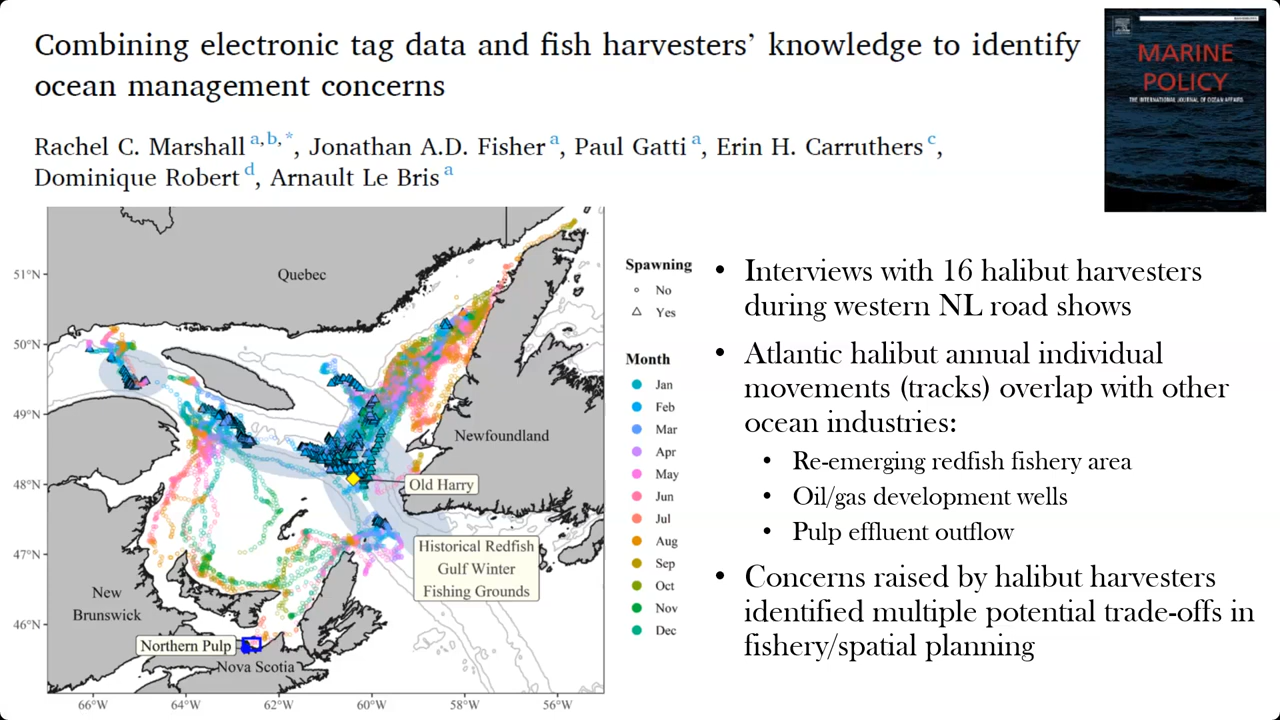 Combining electronic tag data and fish harvesters’ knowledge to identify
ocean management concerns
MARINE
POLICY
THE INTERNATIONAL JOURNAL OF OCEAN AFFAIRS
Rachel C. Marshall a,b,*, Jonathan A.D. Fisher a, Paul Gatti a, Erin H. Carruthers c,
Dominique Robert d, Arnault Le Bris a
51°N
50°N
49°N
48°N
47°N
46°N
66°W
64°W
62°W
60°W
58°W
56°W
Quebec
Newfoundland
Old Harry
Historical Redfish
Gulf Winter
Fishing Grounds
New
Brunswick
Northern Pulp
Nova Scotia
Spawning
No
Yes
Month
Jan
Feb
Mar
Apr
May
Jun
Jul
Aug
Sep
Oct
Nov
Dec
• Interviews with 16 halibut harvesters
during western NL road shows
• Atlantic halibut annual individual
movements (tracks) overlap with other
ocean industries:
• Re-emerging redfish fishery area
• Oil/gas development wells
• Pulp effluent outflow
• Concerns raised by halibut harvesters
identified multiple potential trade-offs in
fishery/spatial planning